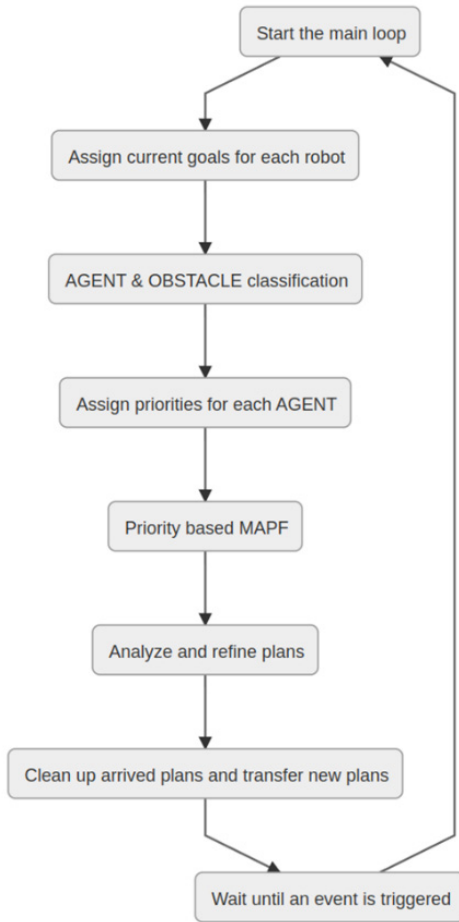 Start the main loop
Assign current goals for each robot
AGENT & OBSTACLE classification
Assign priorities for each AGENT
Priority based MAPF
Analyze and refine plans
Clean up arrived plans and transfer new plans
Wait until an event is triggered